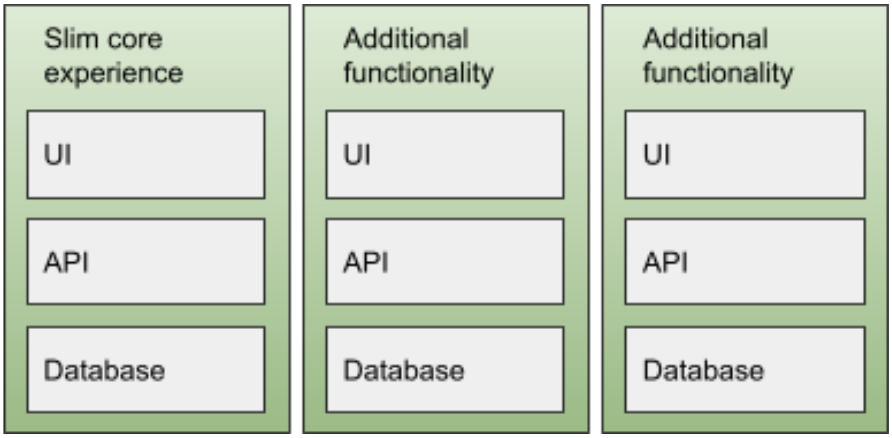 Slim core
experience
UI
API
Database
Additional
functionality
UI
API
Database
Additional
functionality
UI
API
Database